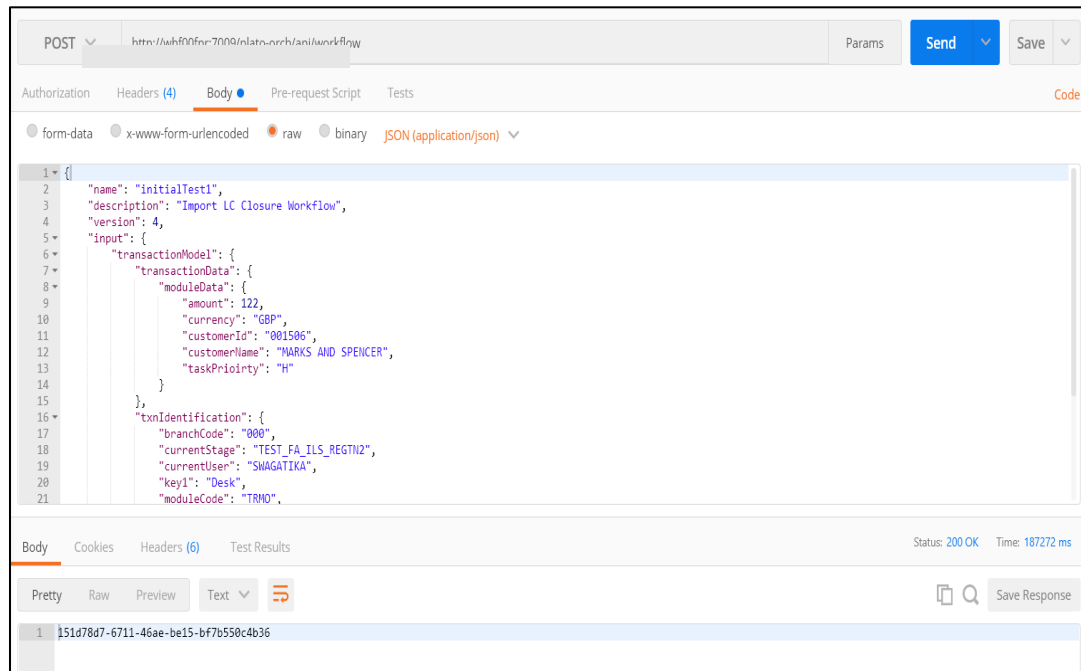 POST http://whf00fnr:7009/plato-orch/api/workflow Params Send Save
Authorization Headers (4) Body Pre-request Script Tests Code
form-data x-www-form-urlencoded raw binary JSON (application/json)
1 {
2 "name": "initialTest1",
3 "description": "Import LC Closure Workflow",
4 "version": 4,
5 "input": {
6 "transactionModel": {
7 "transactionData": {
8 "moduleData": {
9 "amount": 122,
10 "currency": "GBP",
11 "customerId": "001506",
12 "customerName": "MARKS AND SPENCER",
13 "taskPrioirty": "H"
14 }
15 },
16 "txnIdentification": {
17 "branchCode": "000",
18 "currentStage": "TEST_FA_ILS_REGTN2",
19 "currentUser": "SWAGATIKA",
20 "key1": "Desk",
21 "moduleCode": "TRMO",
Body Cookies Headers (6) Test Results Status: 200 OK Time: 187272 ms
Pretty Raw Preview Text Save Response
1 151d78d7-6711-46ae-be15-bf7b550c4b36